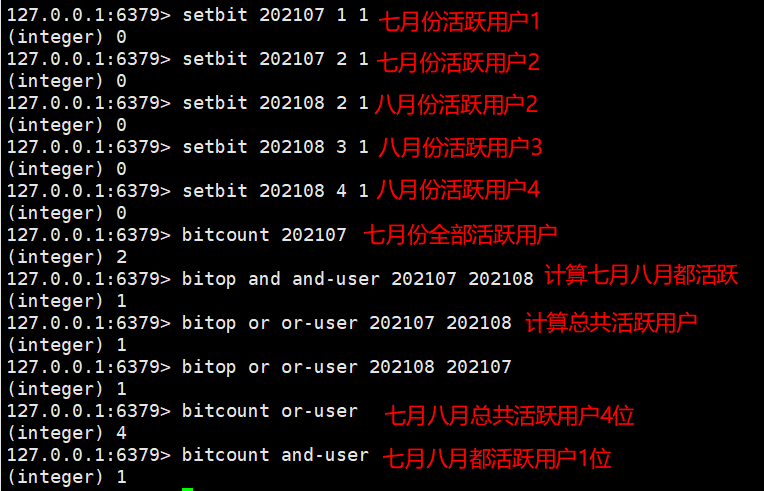 127.0.0.1:6379> setbit 202107 1 1 七月份活跃用户1
(integer) 0
127.0.0.1:6379> setbit 202107 2 1 七月份活跃用户2
(integer) 0
127.0.0.1:6379> setbit 202108 2 1 八月份活跃用户2
(integer) 0
127.0.0.1:6379> setbit 202108 3 1 八月份活跃用户3
(integer) 0
127.0.0.1:6379> setbit 202108 4 1 八月份活跃用户4
(integer) 0
127.0.0.1:6379> bitcount 202107 七月份全部活跃用户
(integer) 2
127.0.0.1:6379> bitop and and-user 202107 202108 计算七月八月都活跃
(integer) 1
127.0.0.1:6379> bitop or or-user 202107 202108 计算总共活跃用户
(integer) 1
127.0.0.1:6379> bitop or or-user 202108 202107
(integer) 1
127.0.0.1:6379> bitcount or-user 七月八月总共活跃用户4位
(integer) 4
127.0.0.1:6379> bitcount and-user 七月八月都活跃用户1位
(integer) 1